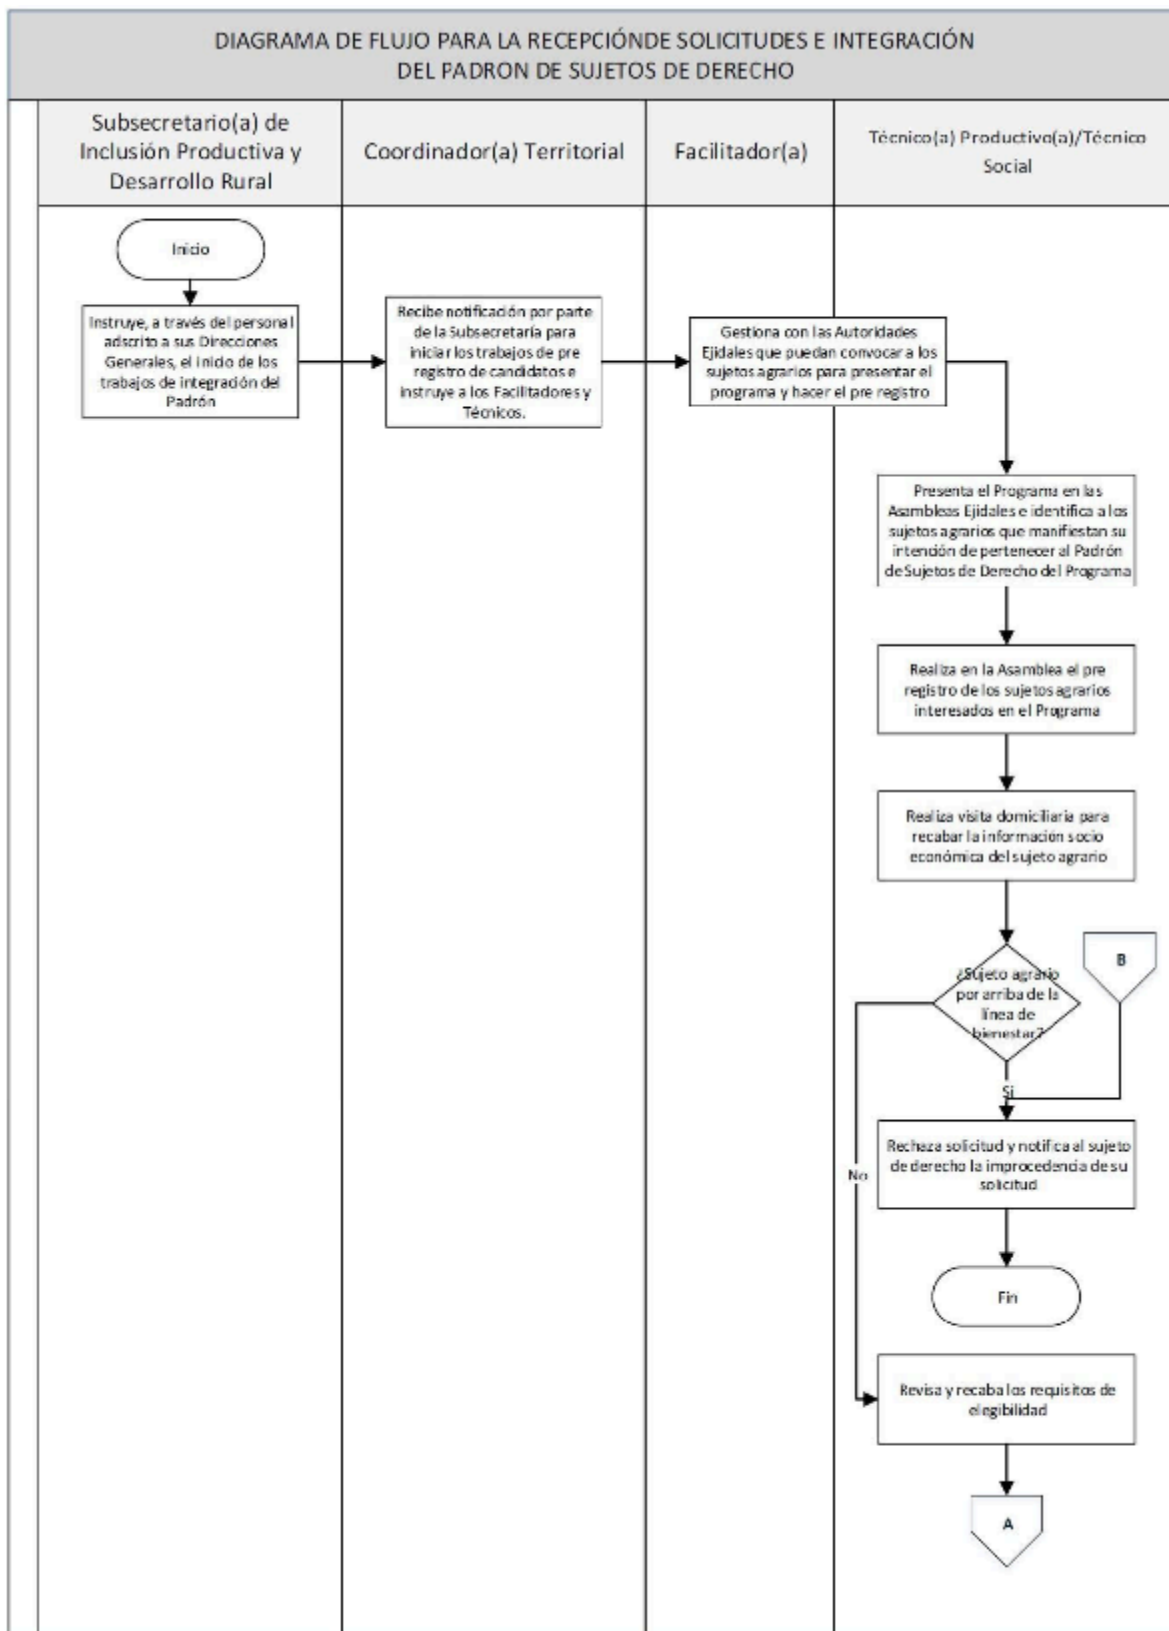 DIAGRAMA DE FLUJO PARA LA RECEPCIÓNDE SOLICITUDES E INTEGRACIÓN
DEL PADRON DE SUJETOS DE DERECHO
Subsecretario(a) de
Inclusión Productiva y
Desarrollo Rural
Coordinador(a) Territorial
Facilitador(a)
Técnico(a) Productivo(a)/Técnico
Social
Inicio
Instruye, a través del personal
adscrito a sus Direcciones
Generales, el inicio de los
trabajos de integración del
Padrón
Recibe notificación por parte
de la Subsecretaría para
iniciar los trabajos de pre
registro de candidatos e
instruye a los Facilitadores y
Técnicos.
Gestiona con las Autoridades
Ejidales que puedan convocar a los
sujetos agrarios para presentar el
programa y hacer el pre registro
Presenta el Programa en las
Asambleas Ejidales e identifica a los
sujetos agrarios que manifiestan su
intención de pertenecer al Padrón
de Sujetos de Derecho del Programa
Realiza en la Asamblea el pre
registro de los sujetos agrarios
interesados en el Programa
Realiza visita domiciliaria para
recabar la información socio
económica del sujeto agrario
¿Sujeto agrario
por arriba de la
línea de
bienestar?
B
Si
Rechaza solicitud y notifica al sujeto
de derecho la improcedencia de su
solicitud
No
Fin
Revisa y recaba los requisitos de
elegibilidad
A